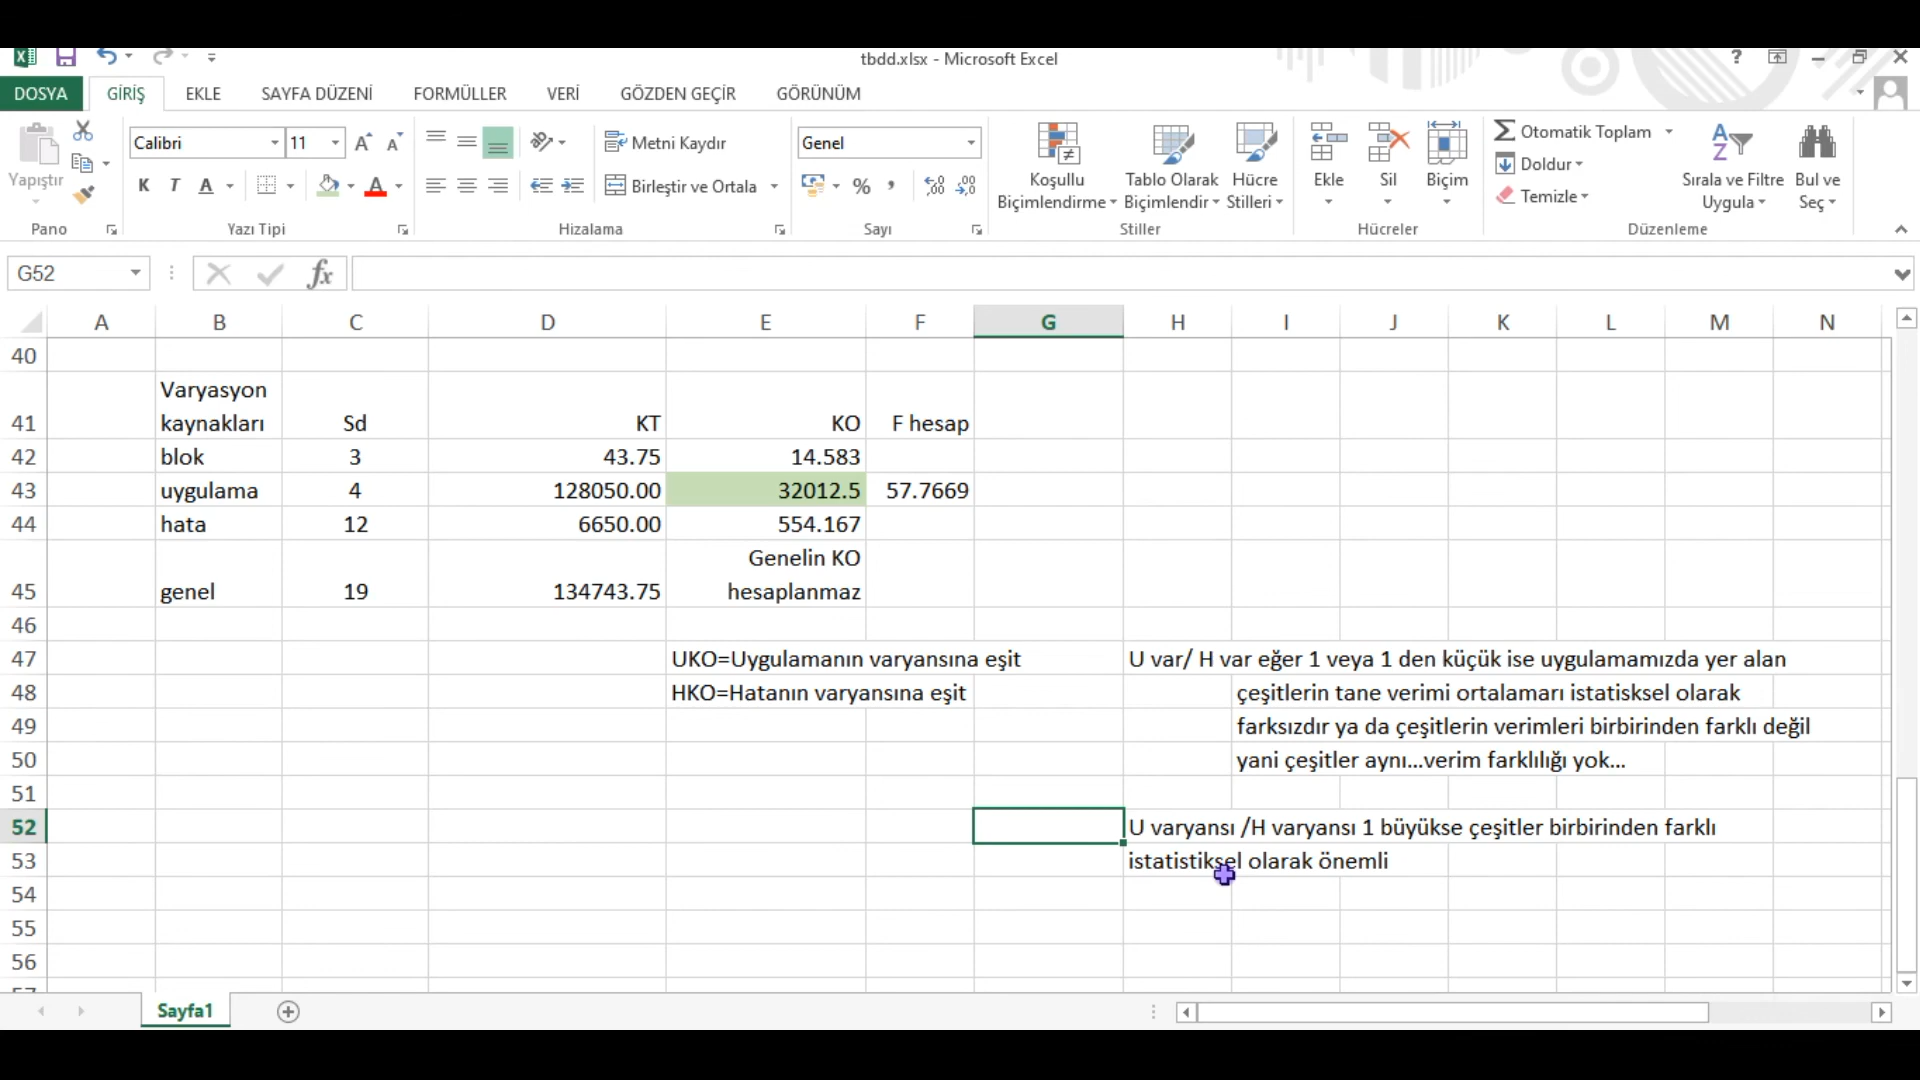 tbdd.xlsx - Microsoft Excel
DOSYA GİRİŞ EKLE SAYFA DÜZENİ FORMÜLLER VERİ GÖZDEN GEÇİR GÖRÜNÜM
Yapıştır
Pano
Calibri 11
K T A
Yazı Tipi
Metni Kaydır
Birleştir ve Ortala
Hizalama
Genel
Sayı
Koşullu
Biçimlendirme
Tablo Olarak
Biçimlendir
Hücre
Stilleri
Stiller
Ekle Sil Biçim
Hücreler
Otomatik Toplam
Doldur
Temizle
Sırala ve Filtre
Uygula
Bul ve
Seç
Düzenleme
G52 fx
A B C D E F G H I J K L M N
40
Varyasyon
41 kaynakları Sd KT KO F hesap
42 blok 3 43.75 14.583
43 uygulama 4 128050.00 32012.5 57.7669
44 hata 12 6650.00 554.167
Genelin KO
45 genel 19 134743.75 hesaplanmaz
46
47 UKO=Uygulamanın varyansına eşit U var/ H var eğer 1 veya 1 den küçük ise uygulamamızda yer alan
48 HKO=Hatanın varyansına eşit çeşitlerin tane verimi ortalamarı istatisksel olarak
49 farksızdır ya da çeşitlerin verimleri birbirinden farklı değil
50 yani çeşitler aynı...verim farklılığı yok...
51
52 U varyansı /H varyansı 1 büyükse çeşitler birbirinden farklı
53 istatistiksel olarak önemli
54
55
56
57
Sayfa1